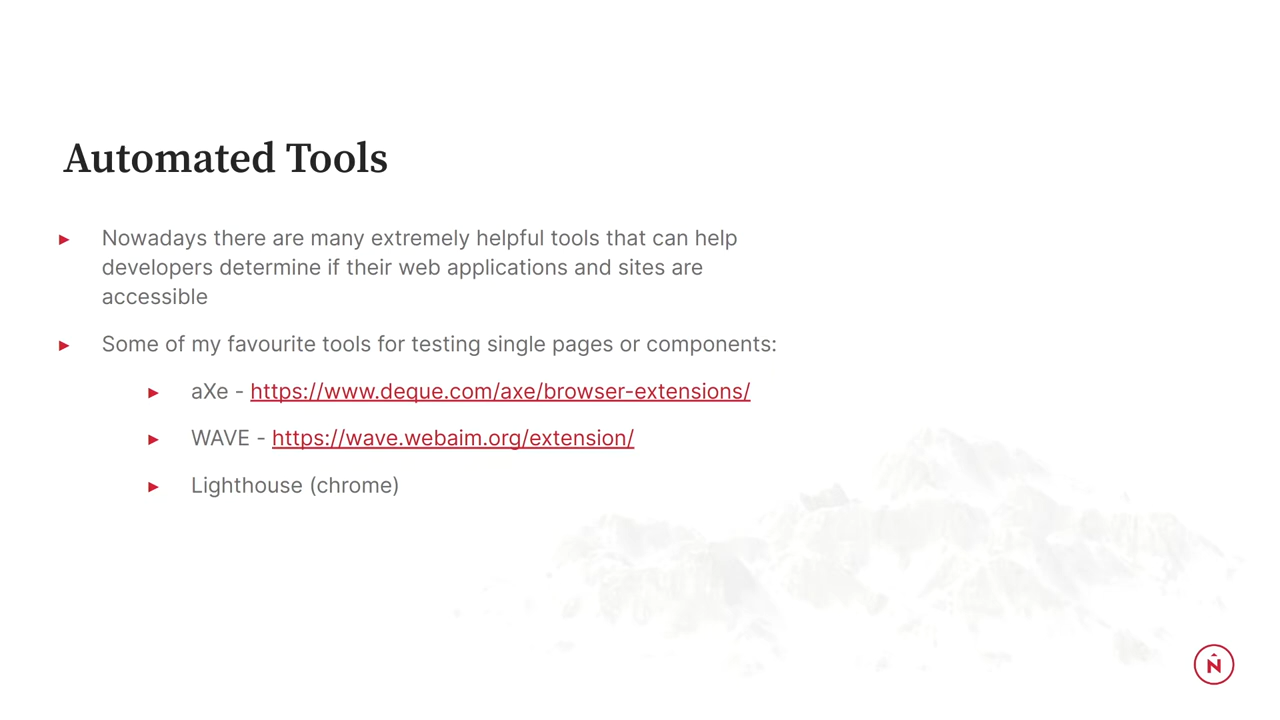 Automated Tools
► Nowadays there are many extremely helpful tools that can help
developers determine if their web applications and sites are
accessible
► Some of my favourite tools for testing single pages or components:
► aXe - https://www.deque.com/axe/browser-extensions/
► WAVE - https://wave.webaim.org/extension/
► Lighthouse (chrome)
N